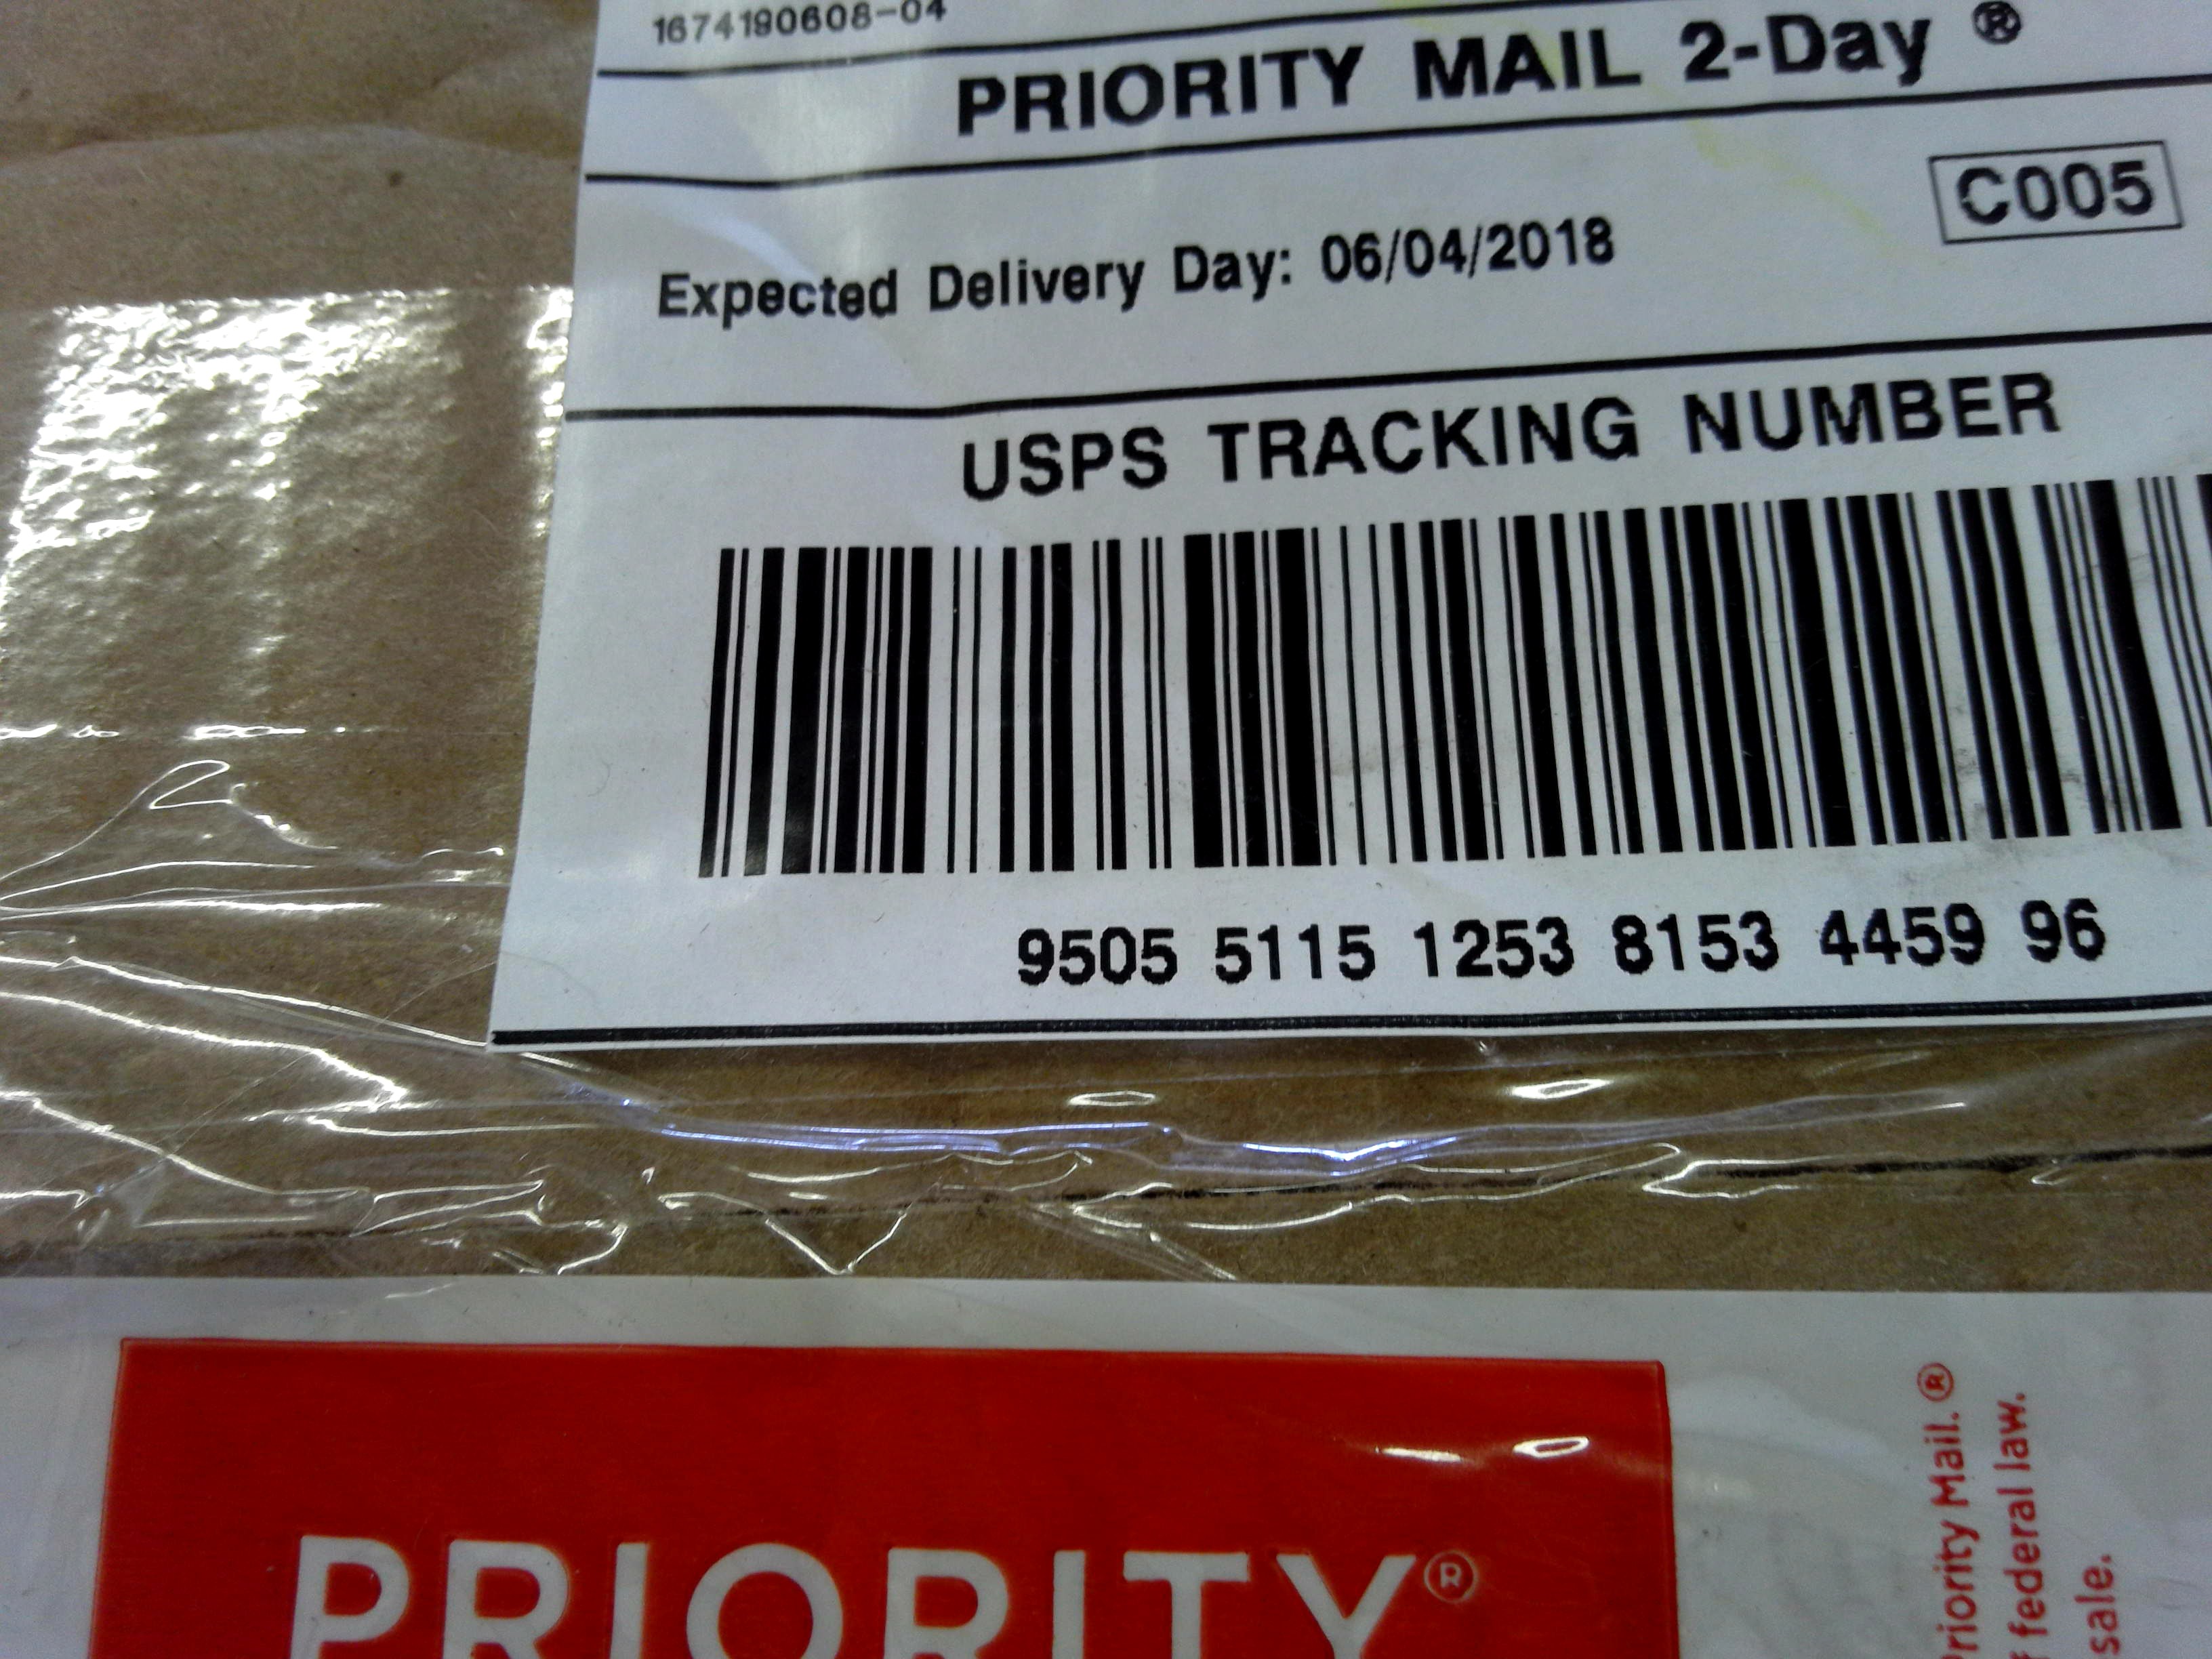 1674190608-04
PRIORITY MAIL 2-Day ®
C005
Expected Delivery Day: 06/04/2018
USPS TRACKING NUMBER
9505 5115 1253 8153 4459 96
PRIORITY®
Priority Mail.®
federal law.
sale.